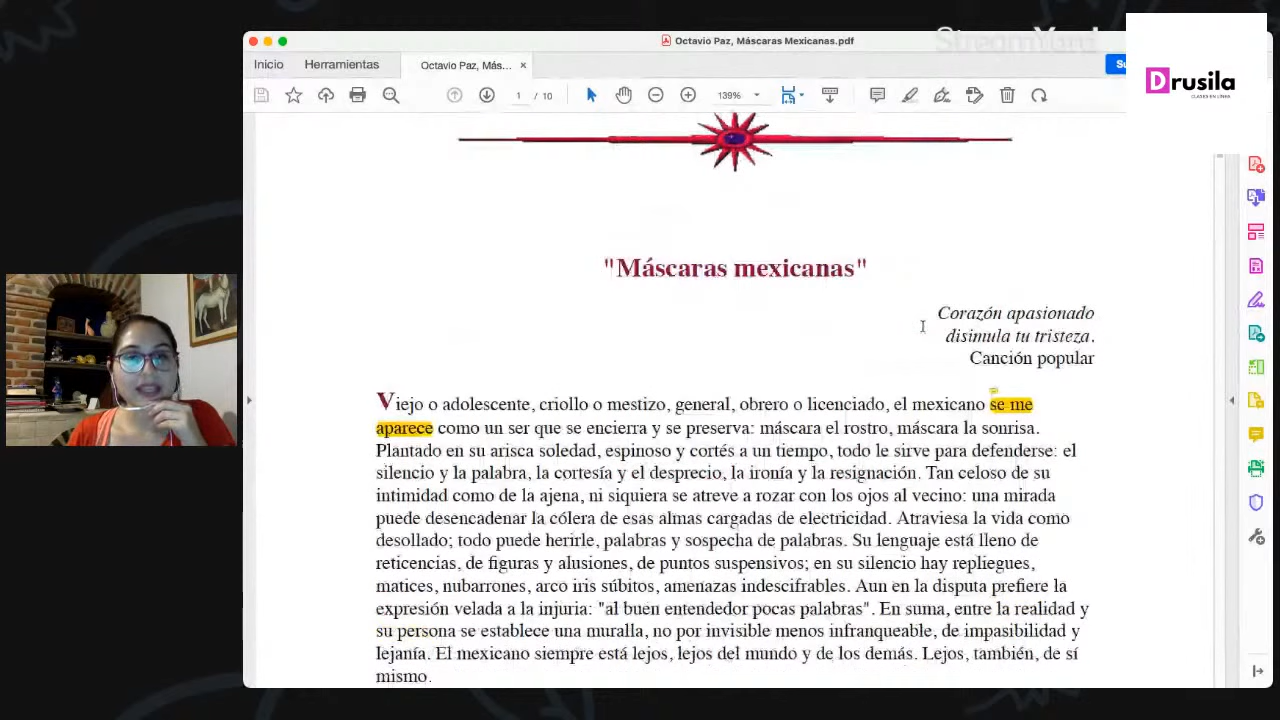 StreamYard
Octavio Paz, Máscaras Mexicanas.pdf
Drusila
CLASES EN LÍNEA
Inicio
Herramientas
Octavio Paz, Más...
×
Su
1 / 10
139%
"Máscaras mexicanas"
Corazón apasionado
disimula tu tristeza.
Canción popular
Viejo o adolescente, criollo o mestizo, general, obrero o licenciado, el mexicano se me
aparece como un ser que se encierra y se preserva: máscara el rostro, máscara la sonrisa.
Plantado en su arisca soledad, espinoso y cortés a un tiempo, todo le sirve para defenderse: el
silencio y la palabra, la cortesía y el desprecio, la ironía y la resignación. Tan celoso de su
intimidad como de la ajena, ni siquiera se atreve a rozar con los ojos al vecino: una mirada
puede desencadenar la cólera de esas almas cargadas de electricidad. Atraviesa la vida como
desollado; todo puede herirle, palabras y sospecha de palabras. Su lenguaje está lleno de
reticencias, de figuras y alusiones, de puntos suspensivos; en su silencio hay repliegues,
matices, nubarrones, arco iris súbitos, amenazas indescifrables. Aun en la disputa prefiere la
expresión velada a la injuria: "al buen entendedor pocas palabras". En suma, entre la realidad y
su persona se establece una muralla, no por invisible menos infranqueable, de impasibilidad y
lejanía. El mexicano siempre está lejos, lejos del mundo y de los demás. Lejos, también, de sí
mismo.